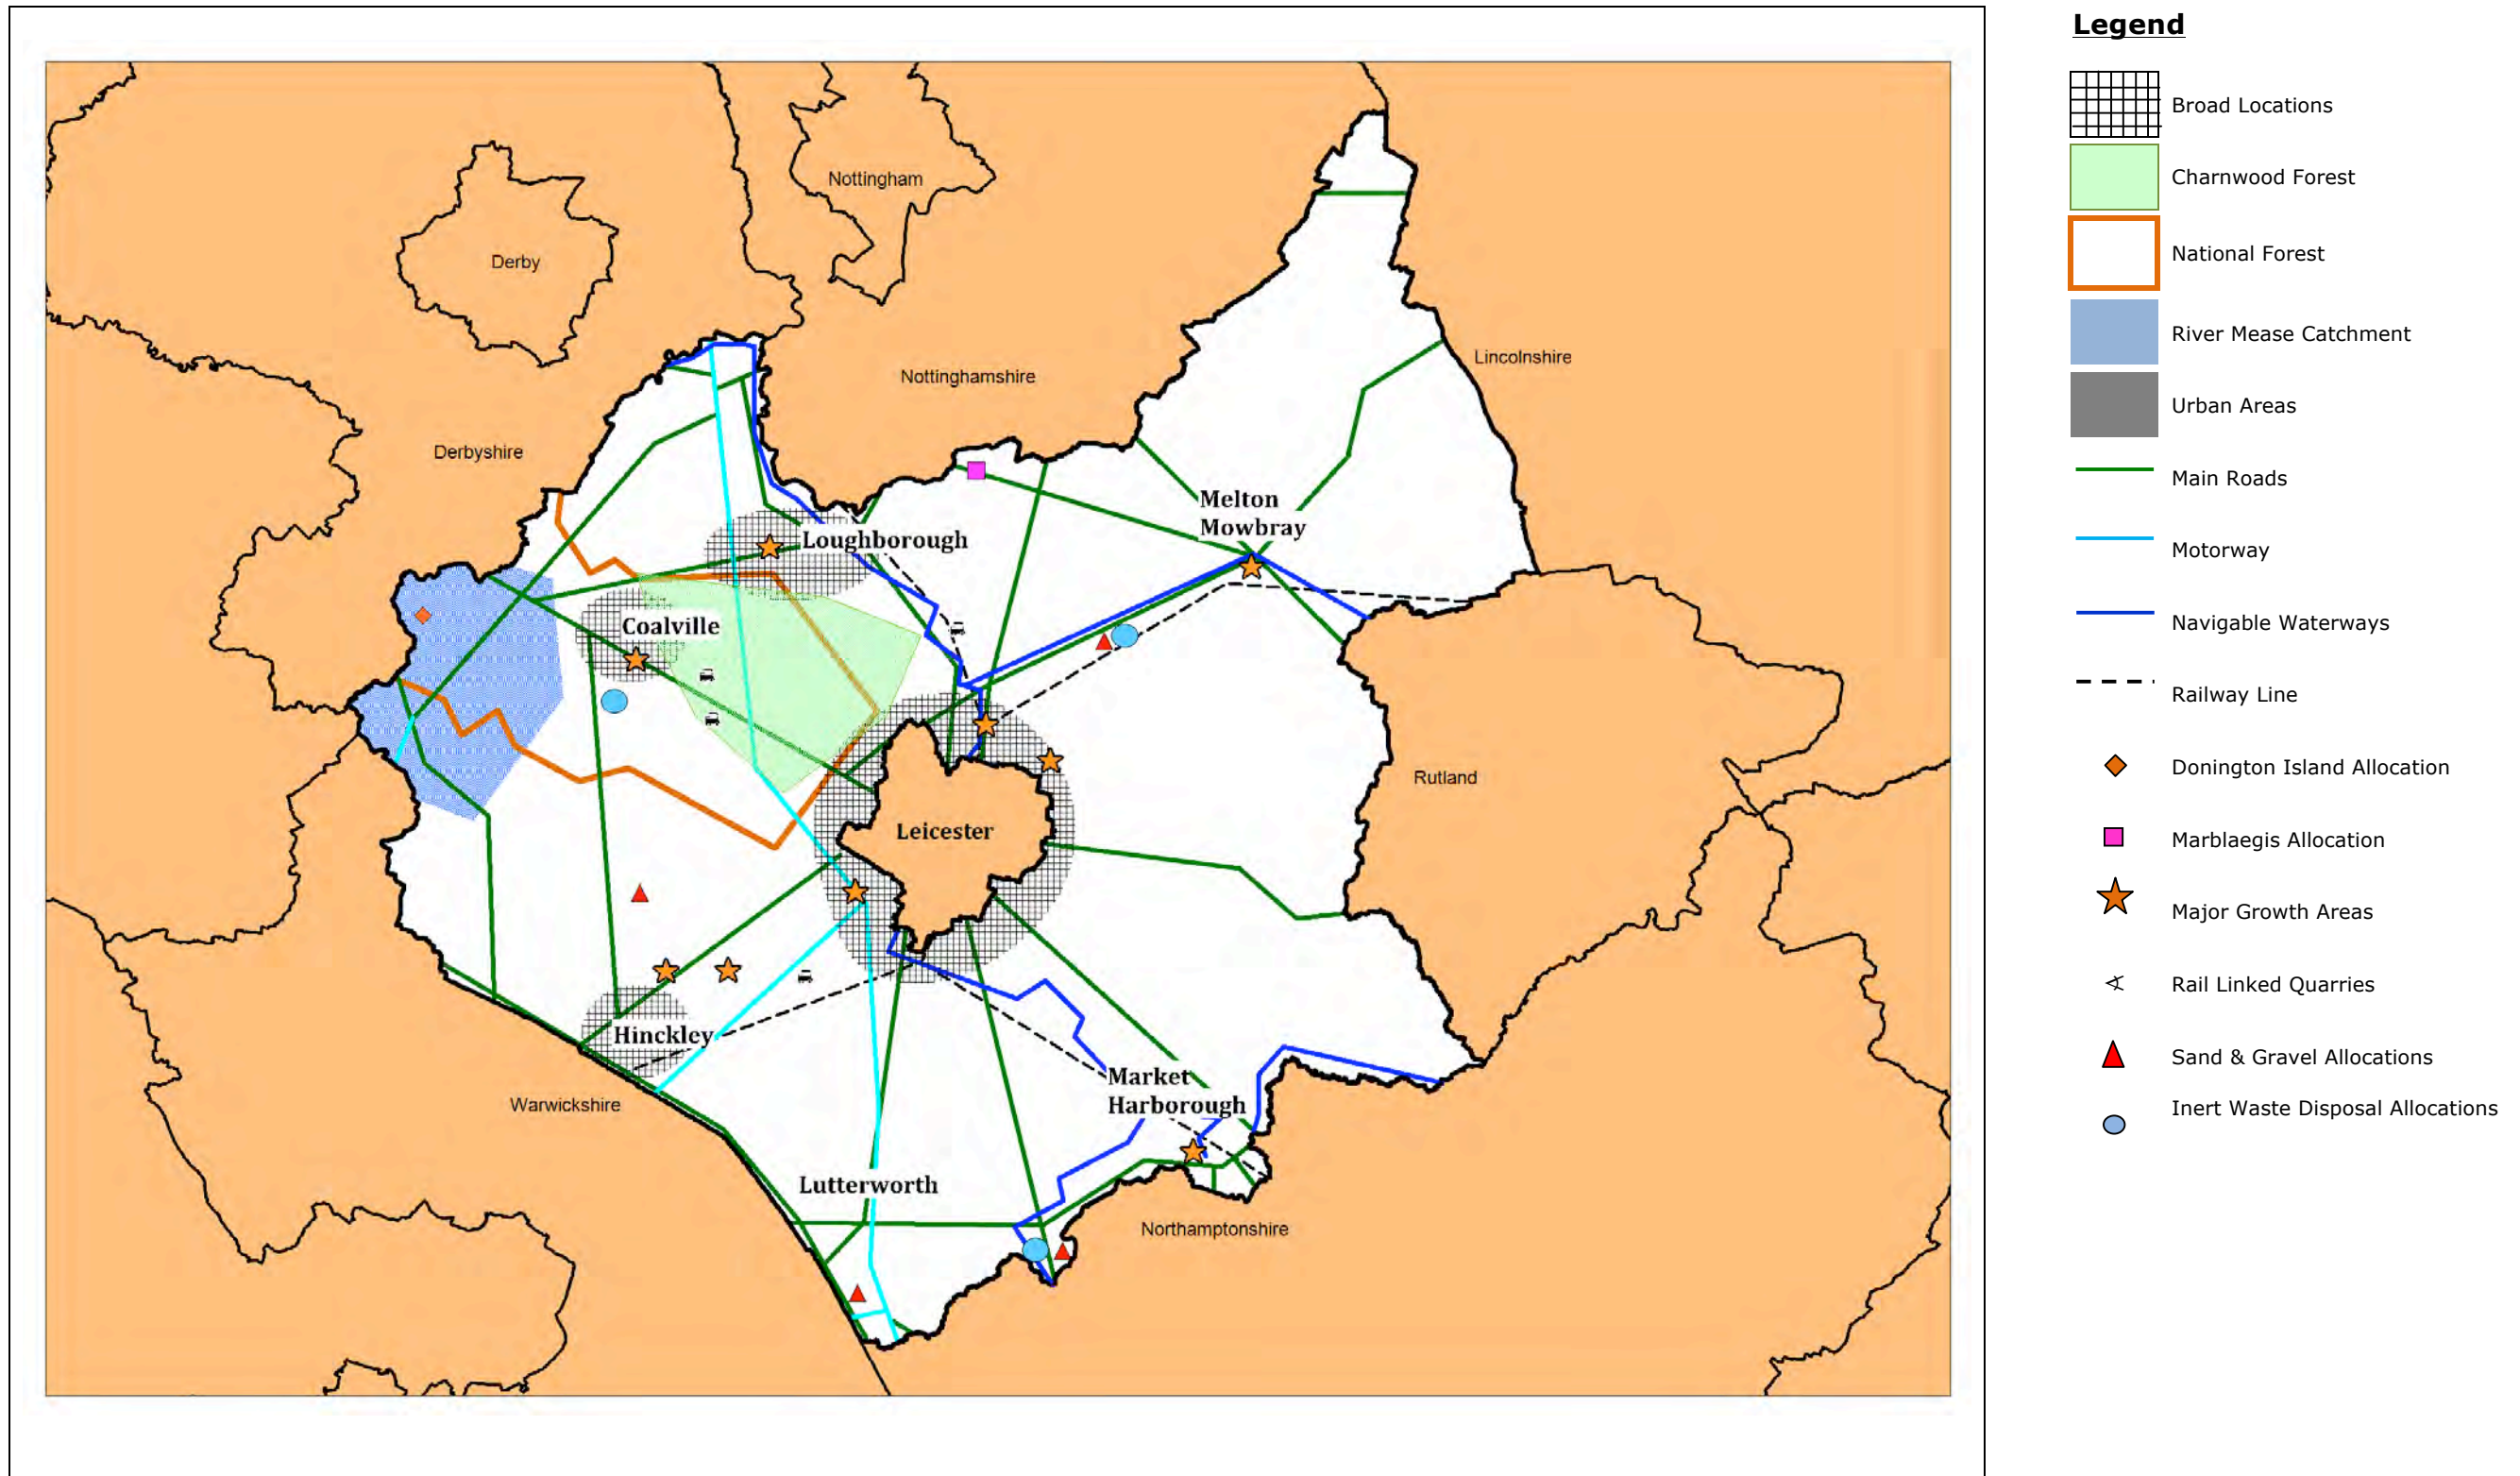 Legend
Broad Locations
Charnwood Forest
National Forest
River Mease Catchment
Urban Areas
Main Roads
Motorway
Navigable Waterways
Railway Line
Donington Island Allocation
Marblaegis Allocation
Major Growth Areas
Rail Linked Quarries
Sand & Gravel Allocations
Inert Waste Disposal Allocations
Nottingham
Derby
Lincolnshire
Nottinghamshire
Derbyshire
Melton
Mowbray
Loughborough
Coalville
Rutland
Leicester
Hinckley
Market
Harborough
Warwickshire
Lutterworth
Northamptonshire